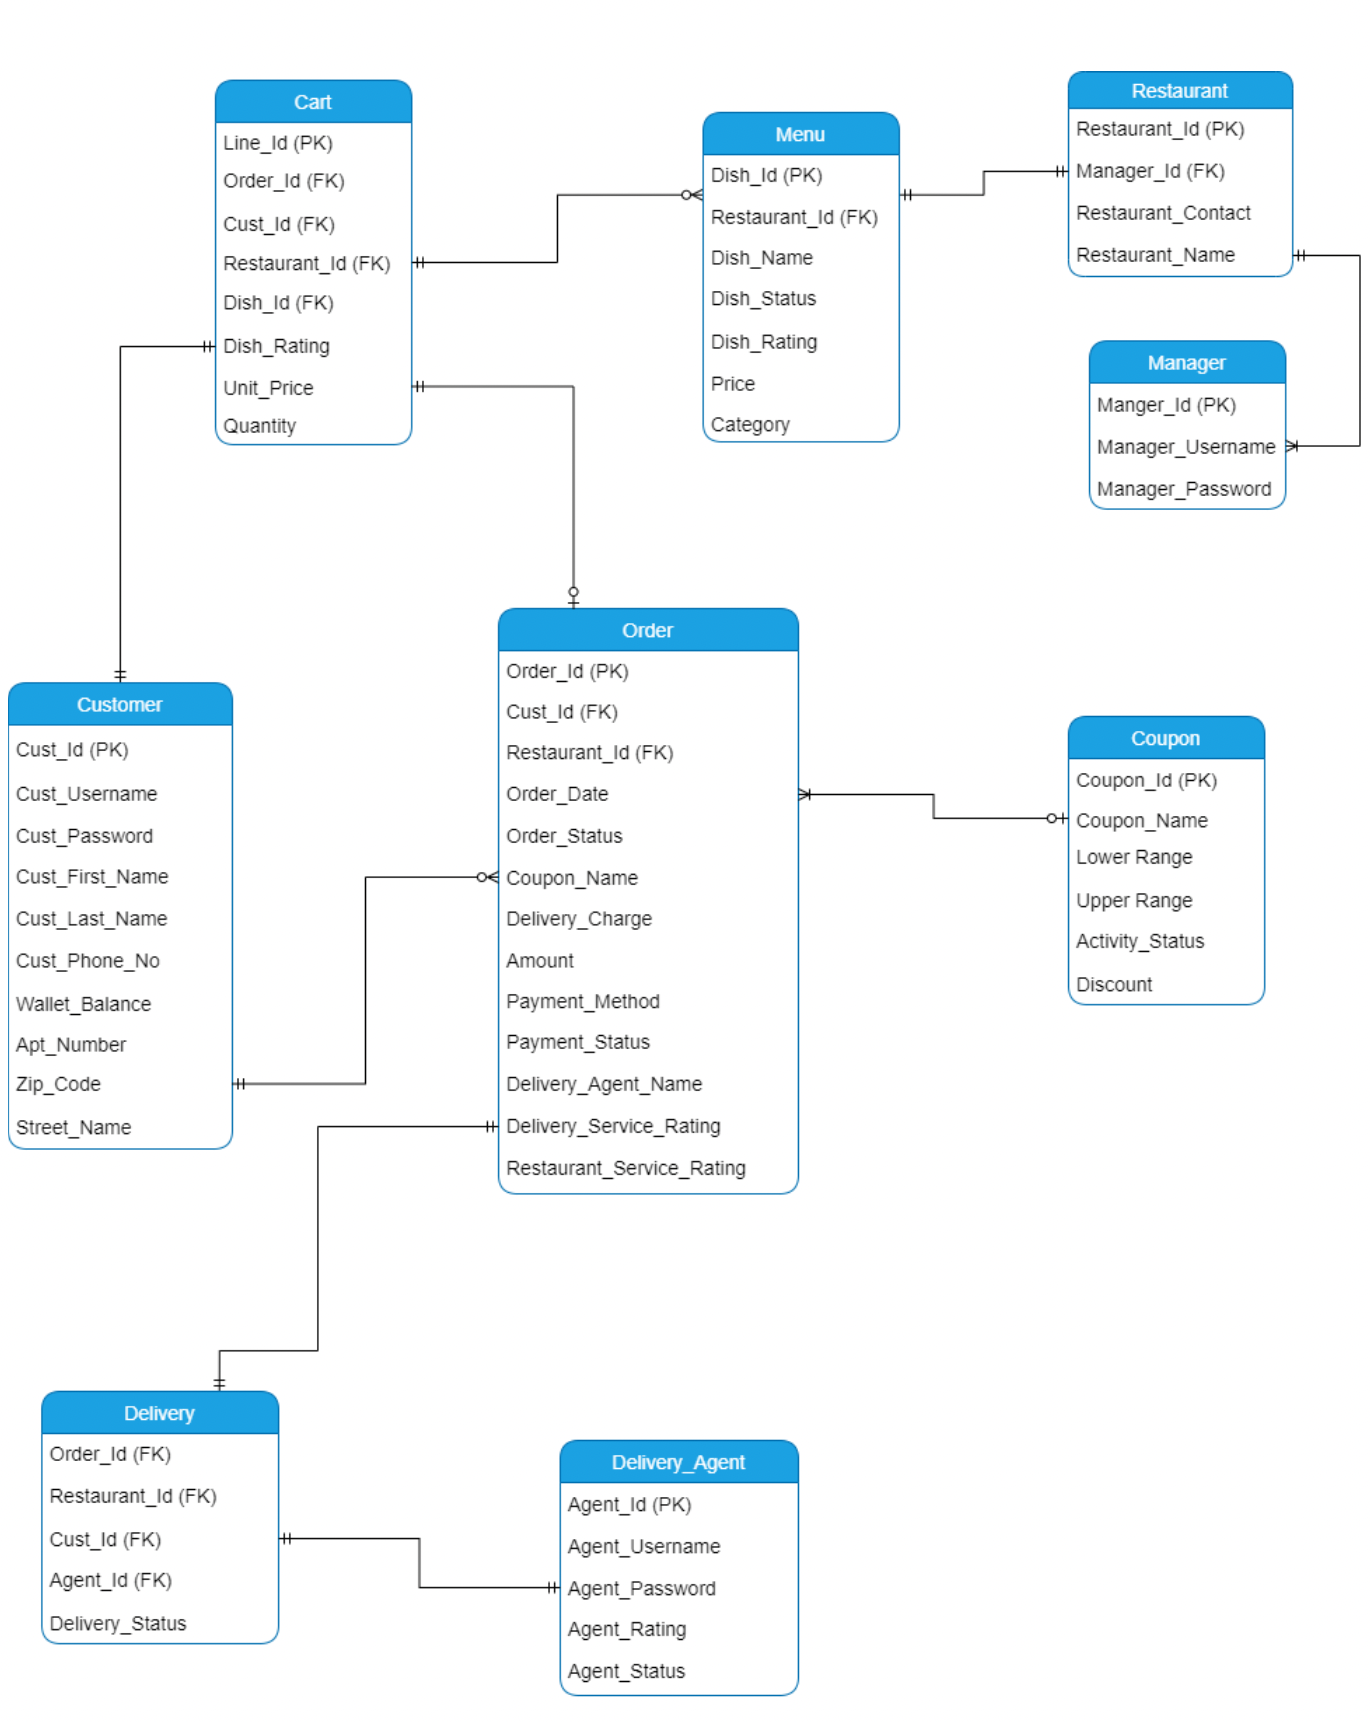 Cart
Line_Id (PK)
Order_Id (FK)
Cust_Id (FK)
Restaurant_Id (FK)
Dish_Id (FK)
Dish_Rating
Unit_Price
Quantity
Menu
Dish_Id (PK)
Restaurant_Id (FK)
Dish_Name
Dish_Status
Dish_Rating
Price
Category
Restaurant
Restaurant_Id (PK)
Manager_Id (FK)
Restaurant_Contact
Restaurant_Name
Manager
Manger_Id (PK)
Manager_Username
Manager_Password
Customer
Cust_Id (PK)
Cust_Username
Cust_Password
Cust_First_Name
Cust_Last_Name
Cust_Phone_No
Wallet_Balance
Apt_Number
Zip_Code
Street_Name
Order
Order_Id (PK)
Cust_Id (FK)
Restaurant_Id (FK)
Order_Date
Order_Status
Coupon_Name
Delivery_Charge
Amount
Payment_Method
Payment_Status
Delivery_Agent_Name
Delivery_Service_Rating
Restaurant_Service_Rating
Coupon
Coupon_Id (PK)
Coupon_Name
Lower Range
Upper Range
Activity_Status
Discount
Delivery
Order_Id (FK)
Restaurant_Id (FK)
Cust_Id (FK)
Agent_Id (FK)
Delivery_Status
Delivery_Agent
Agent_Id (PK)
Agent_Username
Agent_Password
Agent_Rating
Agent_Status